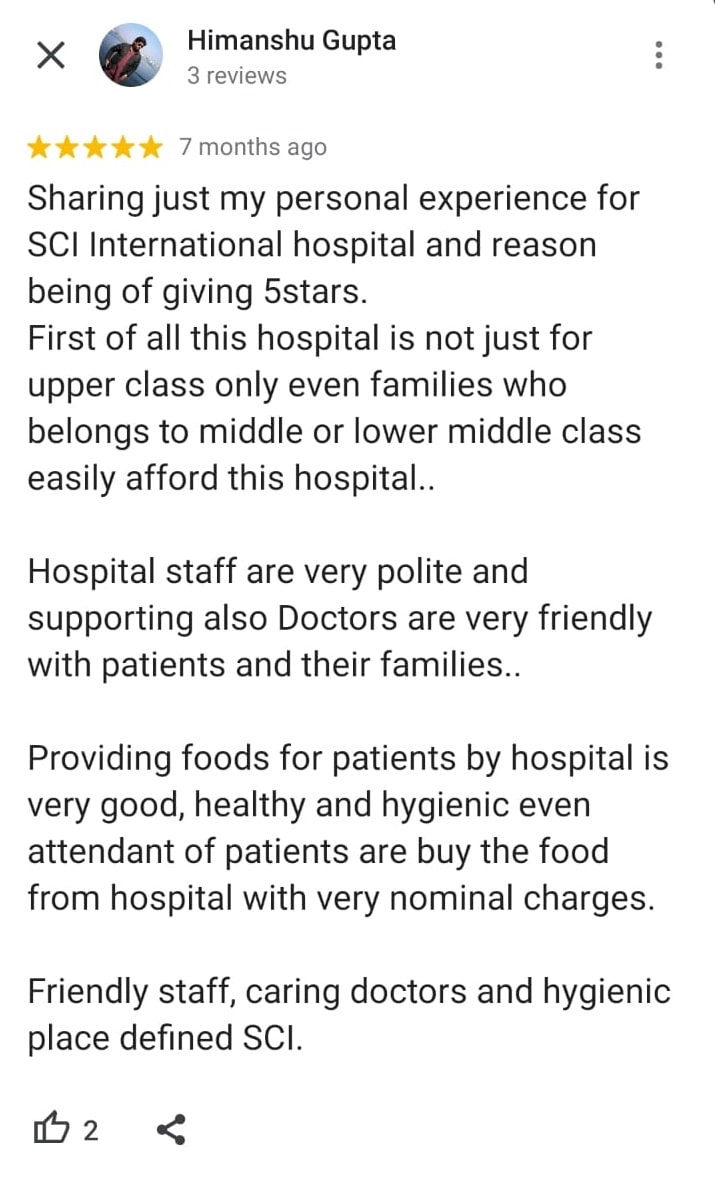 Himanshu Gupta
3 reviews
7 months ago
Sharing just my personal experience for
SCI International hospital and reason
being of giving 5stars.
First of all this hospital is not just for
upper class only even families who
belongs to middle or lower middle class
easily afford this hospital..
Hospital staff are very polite and
supporting also Doctors are very friendly
with patients and their families..
Providing foods for patients by hospital is
very good, healthy and hygienic even
attendant of patients are buy the food
from hospital with very nominal charges.
Friendly staff, caring doctors and hygienic
place defined SCI.
2